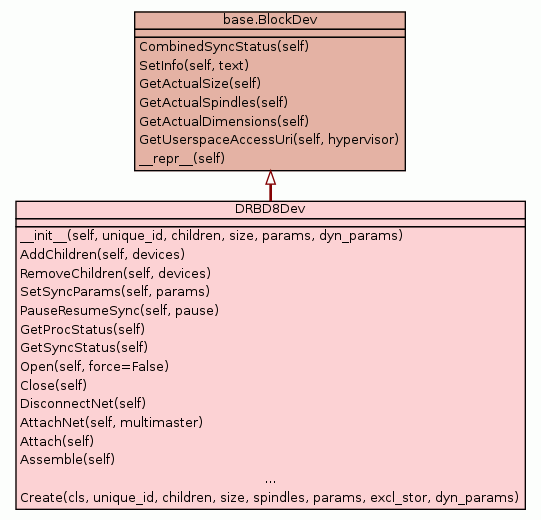 base.BlockDev
CombinedSyncStatus(self)
SetInfo(self, text)
GetActualSize(self)
GetActualSpindles(self)
GetActualDimensions(self)
GetUserspaceAccessUri(self, hypervisor)
__repr__(self)
DRBD8Dev
__init__(self, unique_id, children, size, params, dyn_params)
AddChildren(self, devices)
RemoveChildren(self, devices)
SetSyncParams(self, params)
PauseResumeSync(self, pause)
GetProcStatus(self)
GetSyncStatus(self)
Open(self, force=False)
Close(self)
DisconnectNet(self)
AttachNet(self, multimaster)
Attach(self)
Assemble(self)
...
Create(cls, unique_id, children, size, spindles, params, excl_stor, dyn_params)